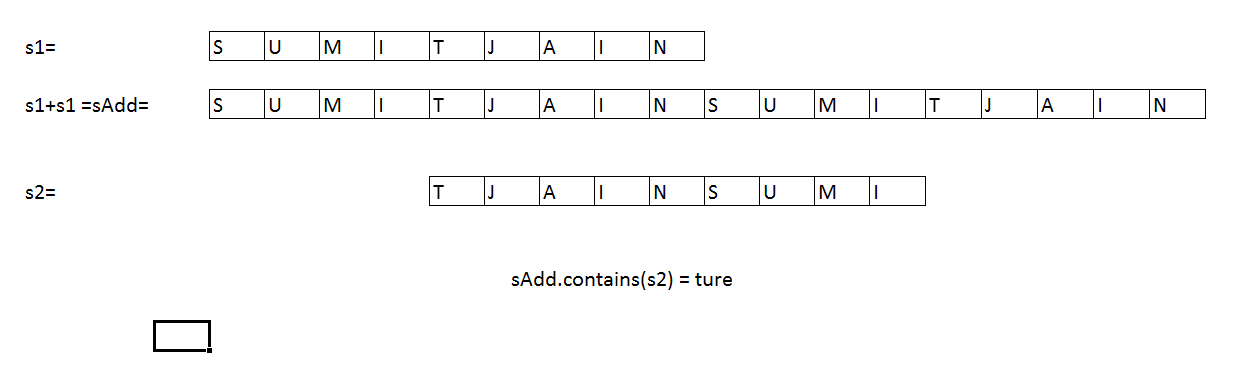 s1= S U M I T J A I N
s1+s1 =sAdd= S U M I T J A I N S U M I T J A I N
s2= T J A I N S U M I
sAdd.contains(s2) = ture